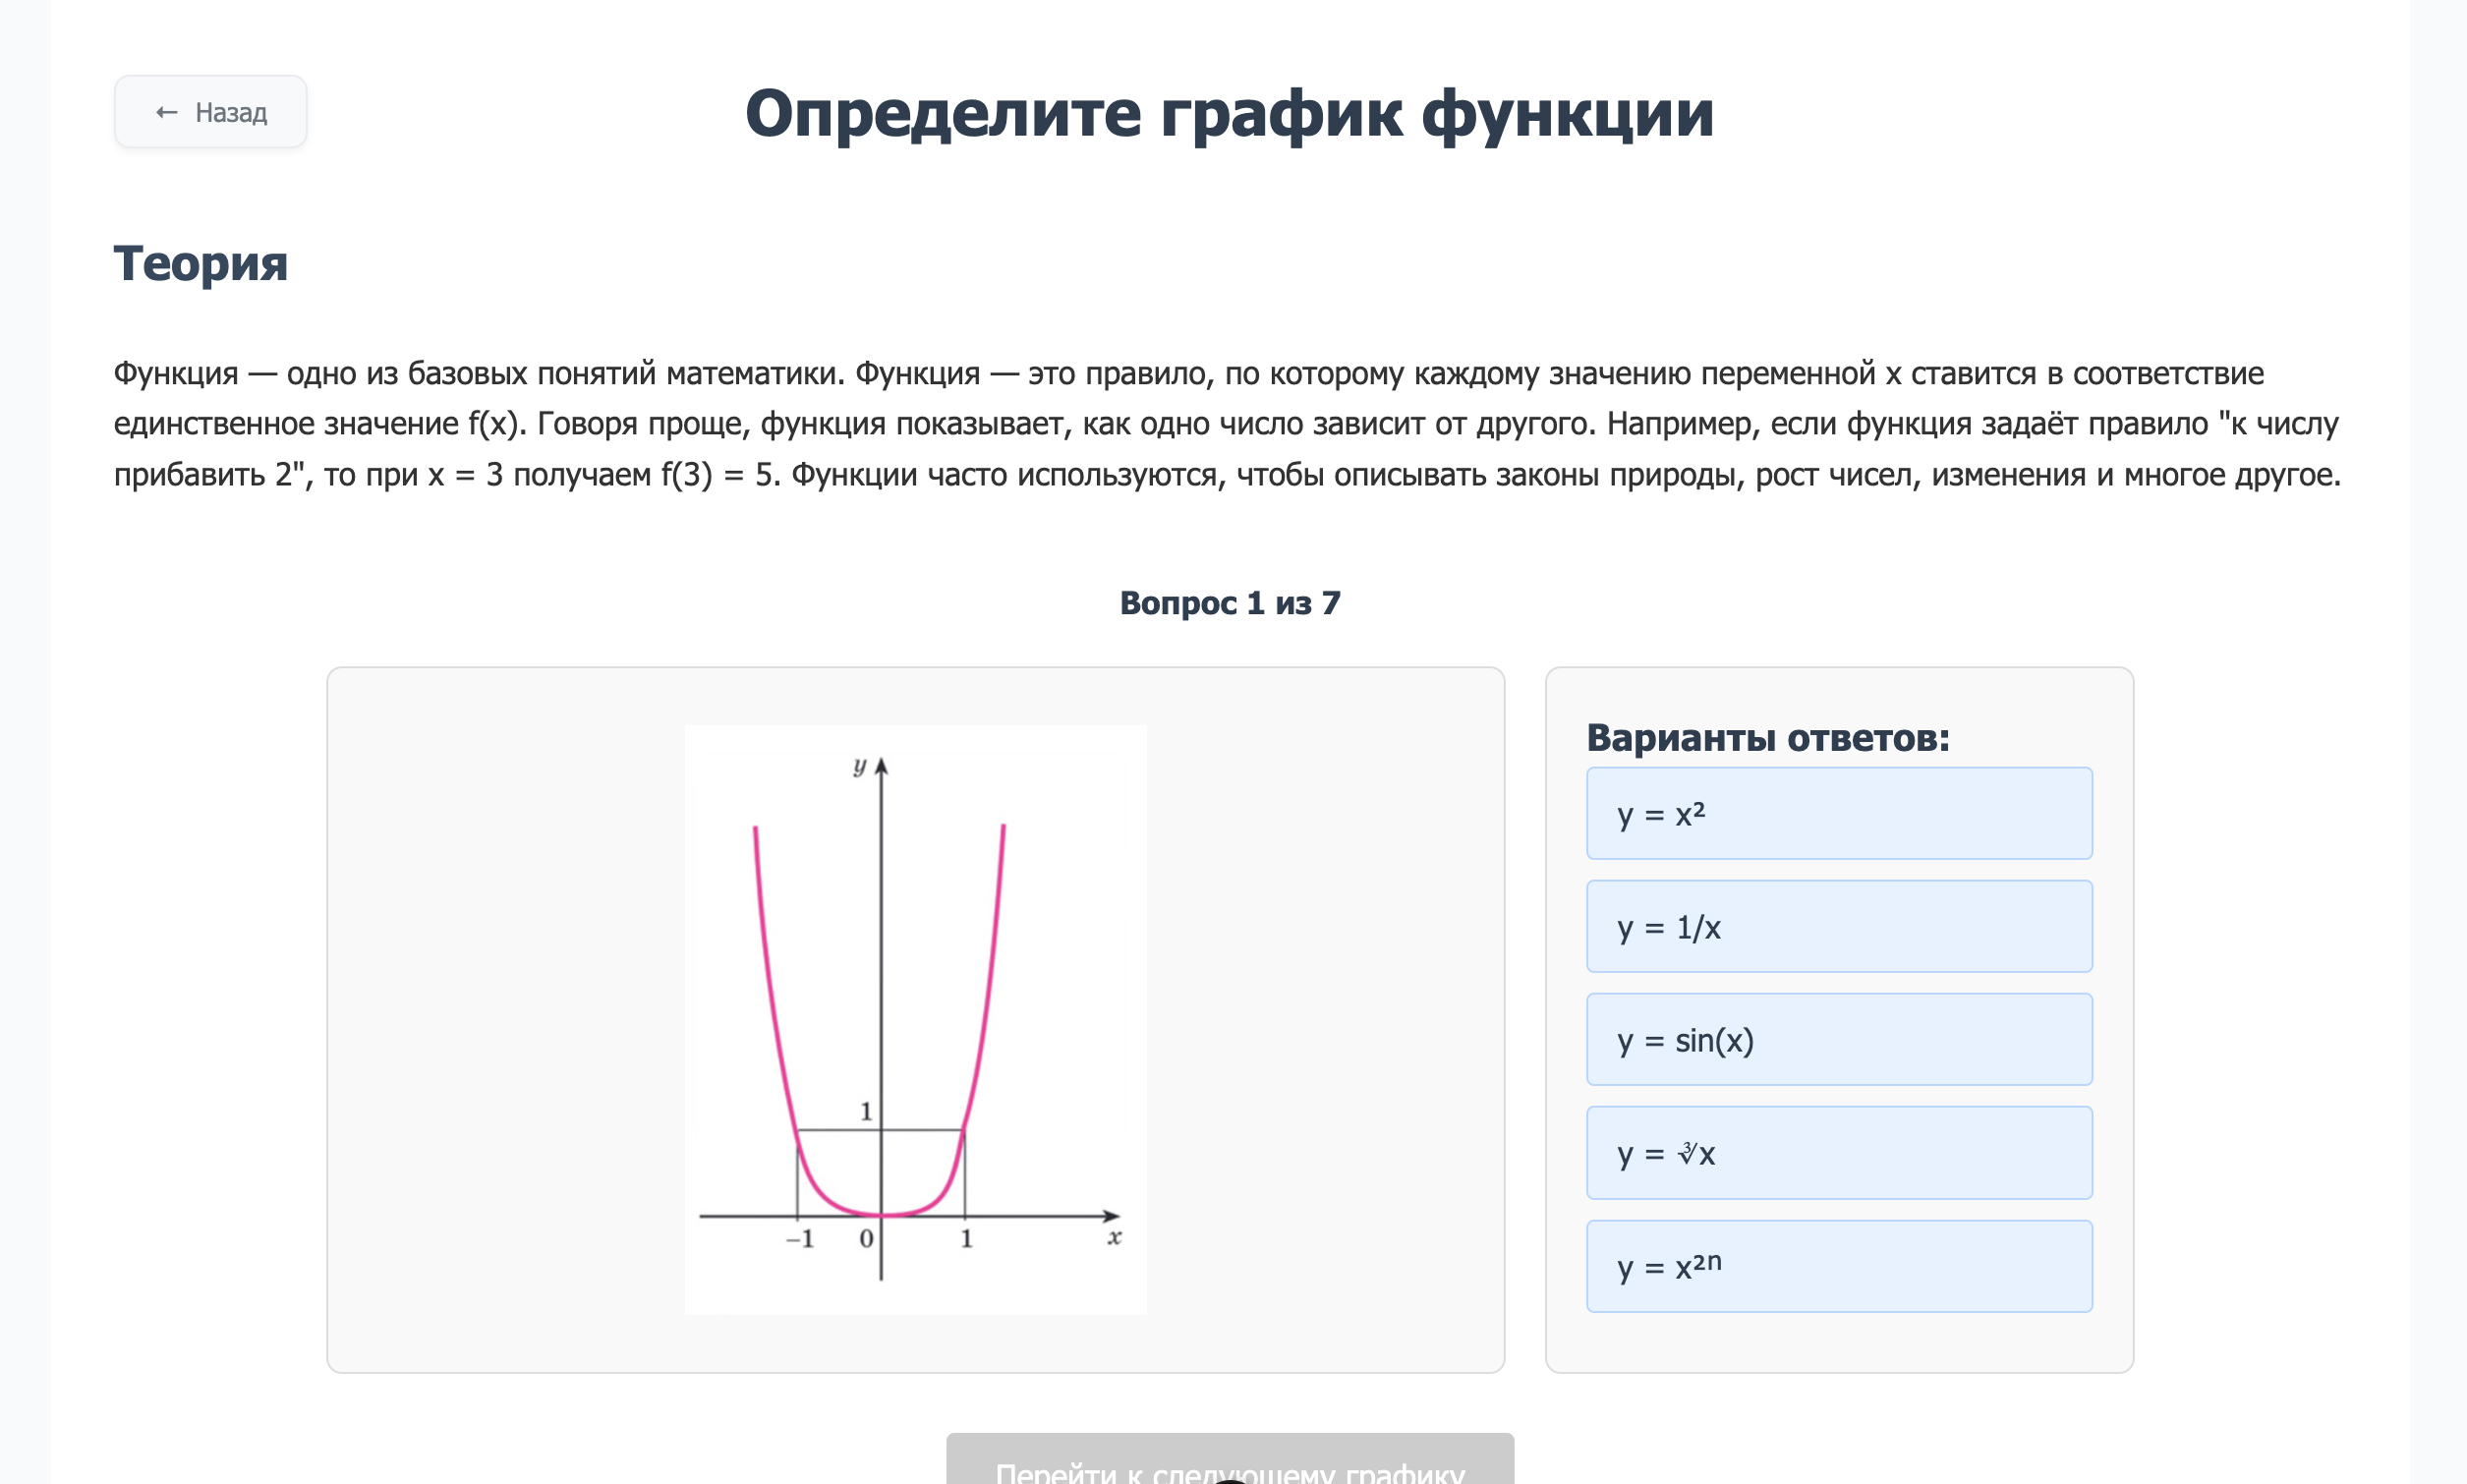 ← Назад
Определите график функции
Теория
Функция — одно из базовых понятий математики. Функция — это правило, по которому каждому значению переменной x ставится в соответствие
единственное значение f(x). Говоря проще, функция показывает, как одно число зависит от другого. Например, если функция задаёт правило "к числу
прибавить 2", то при x = 3 получаем f(3) = 5. Функции часто используются, чтобы описывать законы природы, рост чисел, изменения и многое другое.
Вопрос 1 из 7
y
1
–1 0 1 x
Варианты ответов:
y = x²
y = 1/x
y = sin(x)
y = ∛x
y = x²ⁿ
Перейти к следующему графику